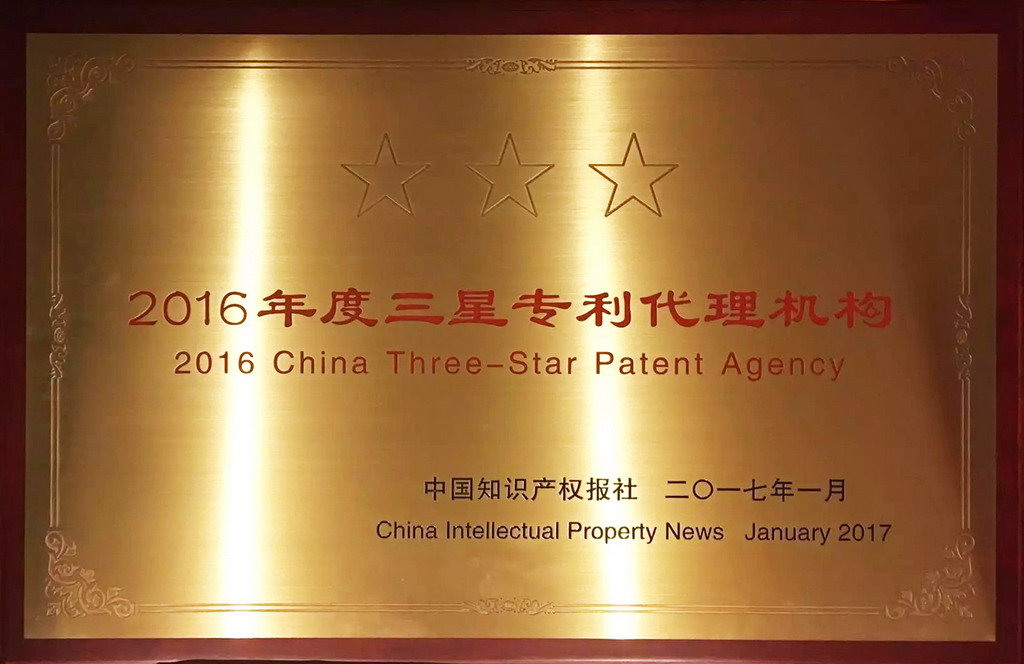 2016年度三星专利代理机构
2016 China Three-Star Patent Agency
中国知识产权报社 二〇一七年一月
China Intellectual Property News January 2017